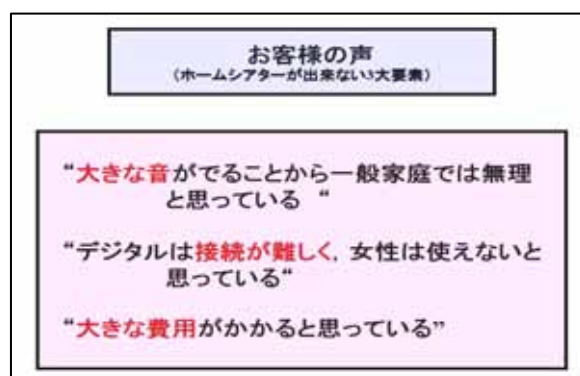 お客様の声
(ホームシアターが出来ない3大要素)
“大きな音がでることから一般家庭では無理
と思っている “
“デジタルは接続が難しく, 女性は使えないと
思っている“
“大きな費用がかかると思っている”